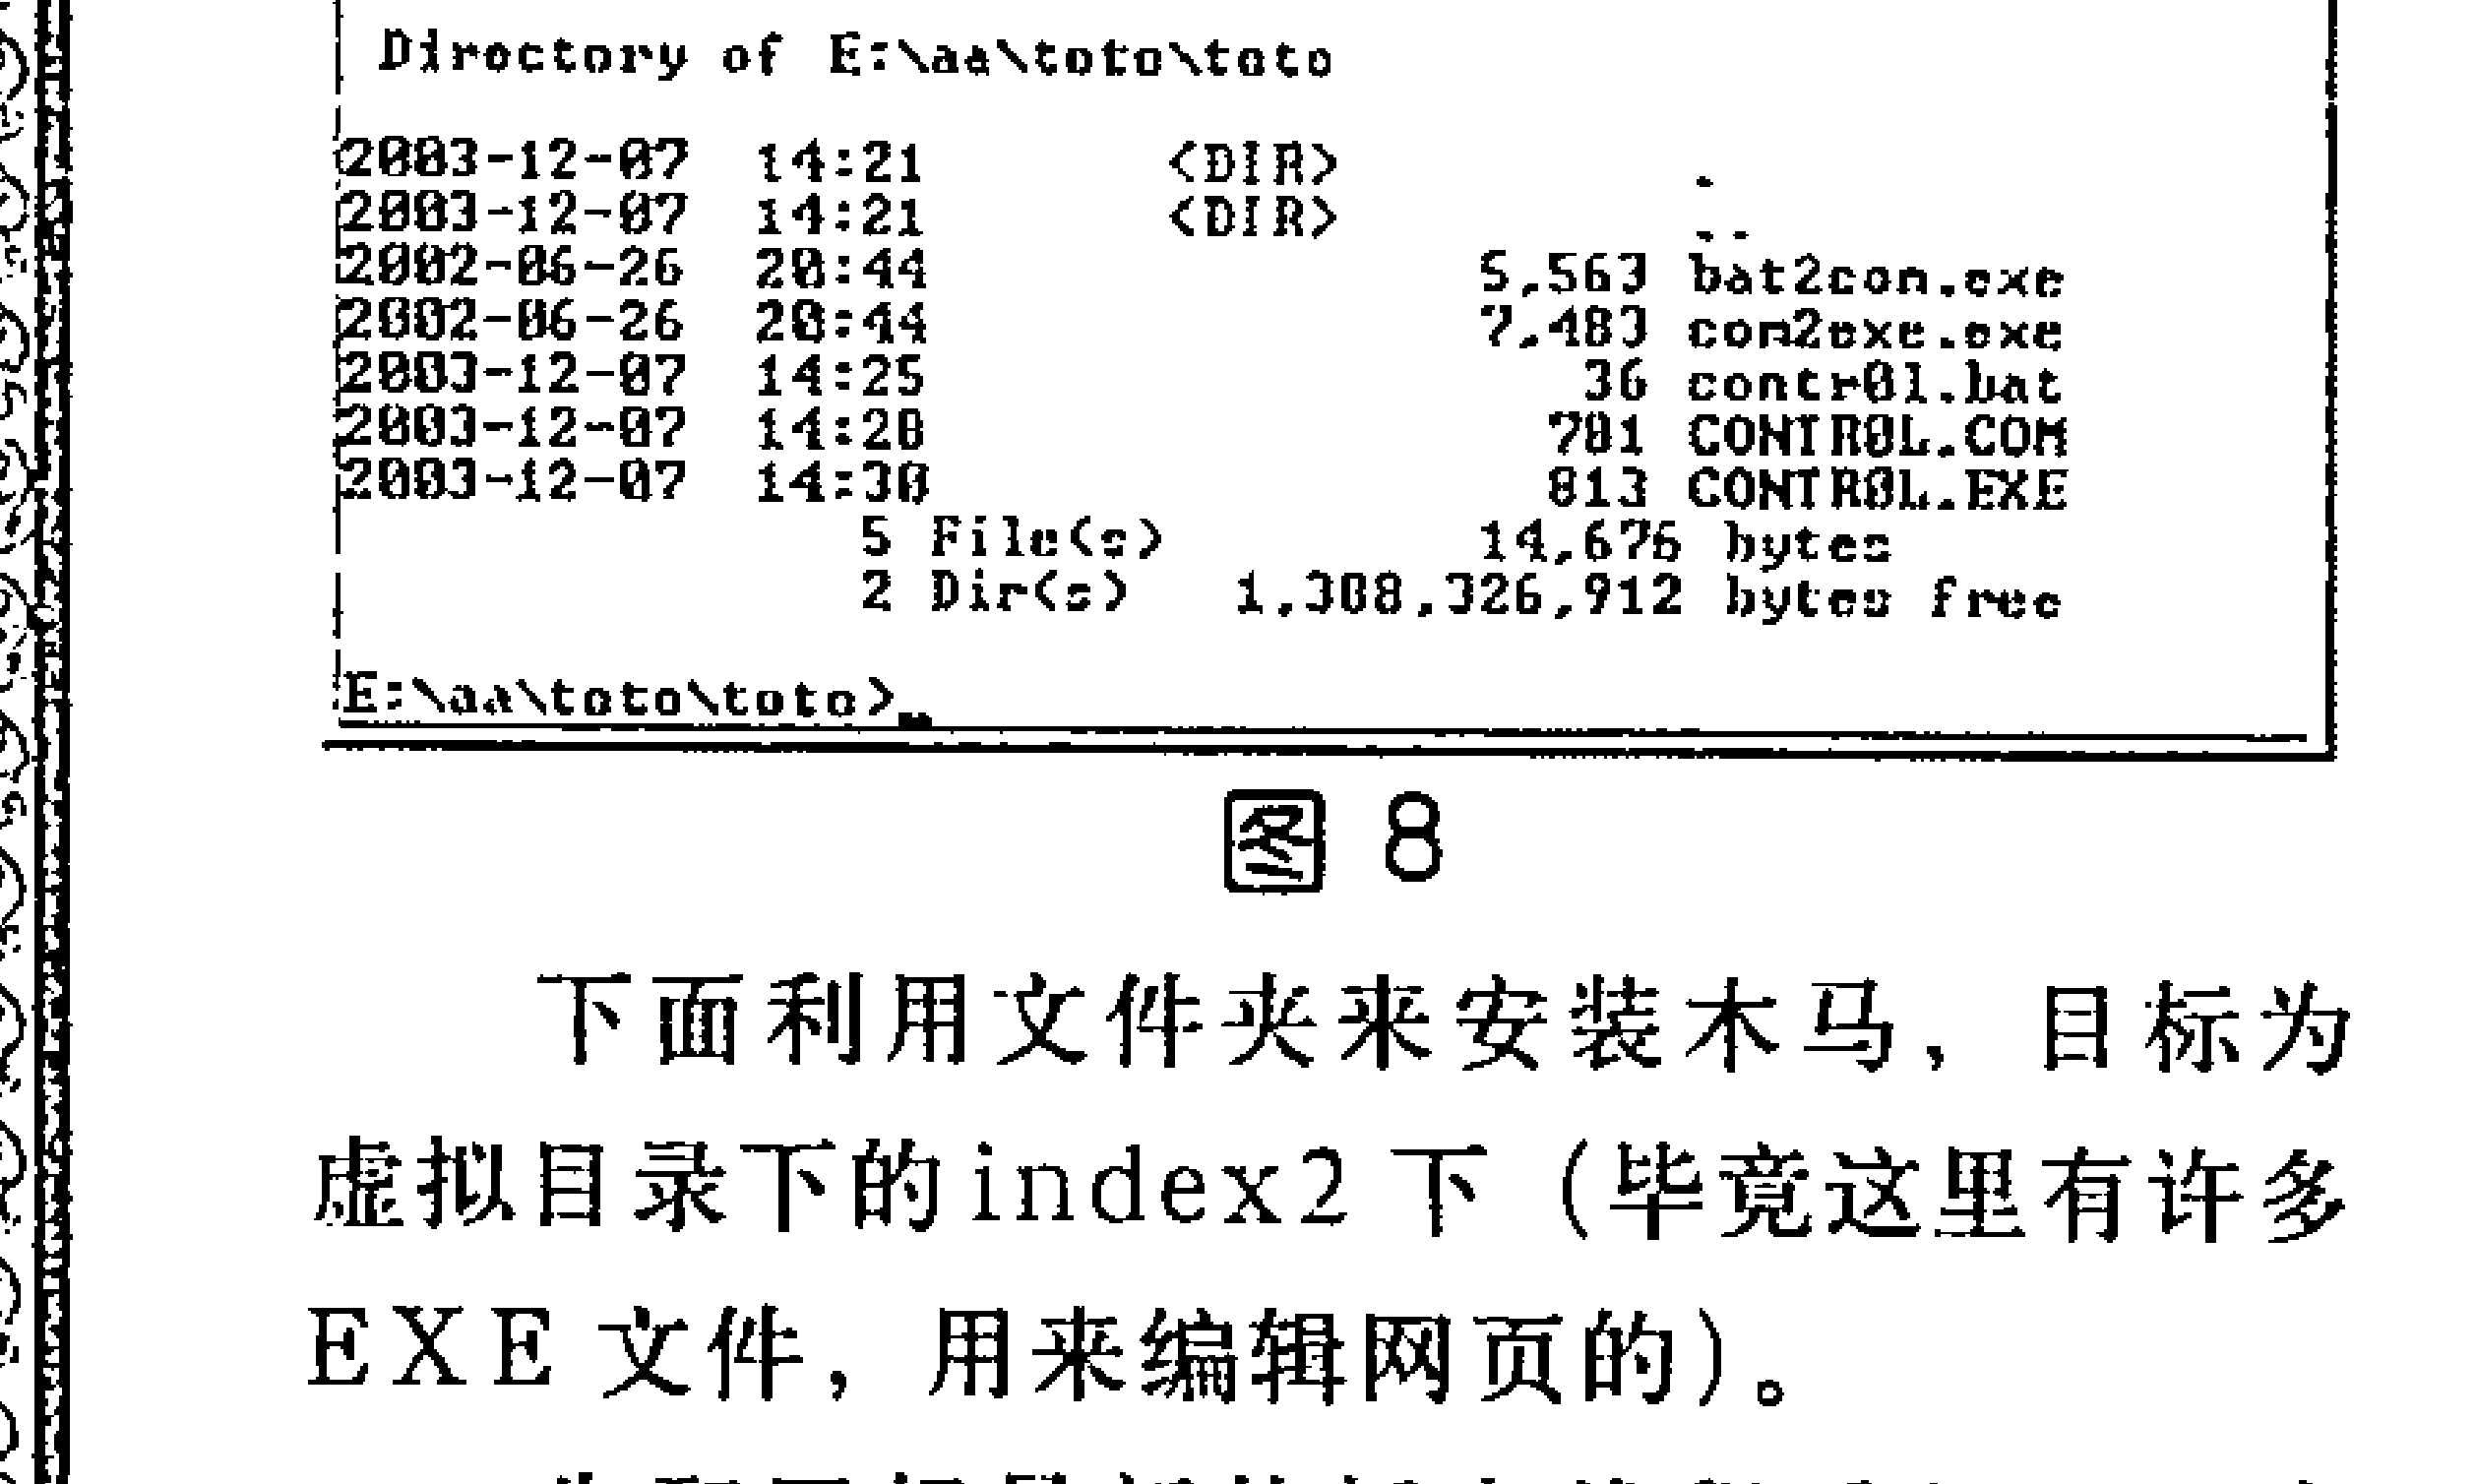 Directory of E:\aa\toto\toto
2003-12-07 14:21 <DIR> .
2003-12-07 14:21 <DIR> ..
2002-06-26 20:44 5,563 bat2com.exe
2002-06-26 20:44 7,483 com2exe.exe
2003-12-07 14:25 36 contr0l.bat
2003-12-07 14:28 781 CONTR0L.COM
2003-12-07 14:30 813 CONTR0L.EXE
5 File(s) 14,676 bytes
2 Dir(s) 1,388,326,912 bytes free
E:\aa\toto\toto>_
图 8
下面利用文件夹来安装木马，目标为
虚拟目录下的index2下（毕竟这里有许多
EXE文件，用来编辑网页的）。